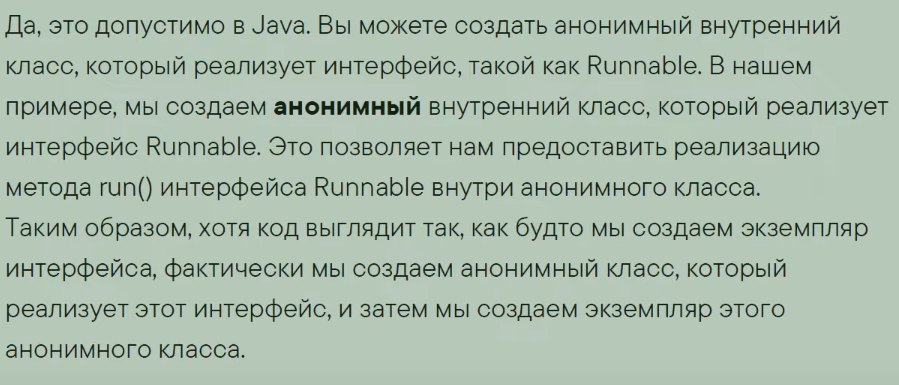 Да, это допустимо в Java. Вы можете создать анонимный внутренний
класс, который реализует интерфейс, такой как Runnable. В нашем
примере, мы создаем анонимный внутренний класс, который реализует
интерфейс Runnable. Это позволяет нам предоставить реализацию
метода run() интерфейса Runnable внутри анонимного класса.
Таким образом, хотя код выглядит так, как будто мы создаем экземпляр
интерфейса, фактически мы создаем анонимный класс, который
реализует этот интерфейс, и затем мы создаем экземпляр этого
анонимного класса.